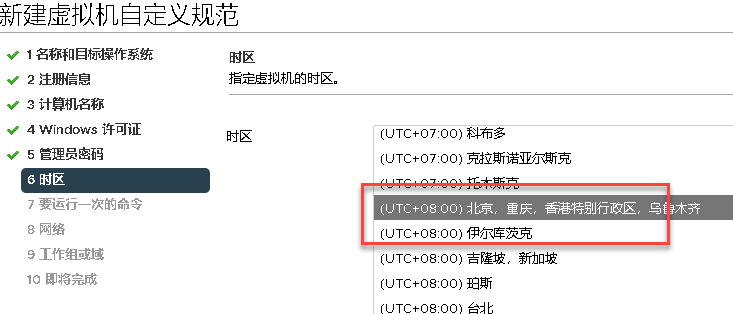 新建虚拟机自定义规范
1 名称和目标操作系统
2 注册信息
3 计算机名称
4 Windows 许可证
5 管理员密码
6 时区
7 要运行一次的命令
8 网络
9 工作组或域
10 即将完成
时区
指定虚拟机的时区。
时区
(UTC+07:00) 科布多
(UTC+07:00) 克拉斯诺亚尔斯克
(UTC+07:00) 托木斯克
(UTC+08:00) 北京，重庆，香港特别行政区，乌鲁木齐
(UTC+08:00) 伊尔库茨克
(UTC+08:00) 吉隆坡，新加坡
(UTC+08:00) 珀斯
(UTC+08:00) 台北